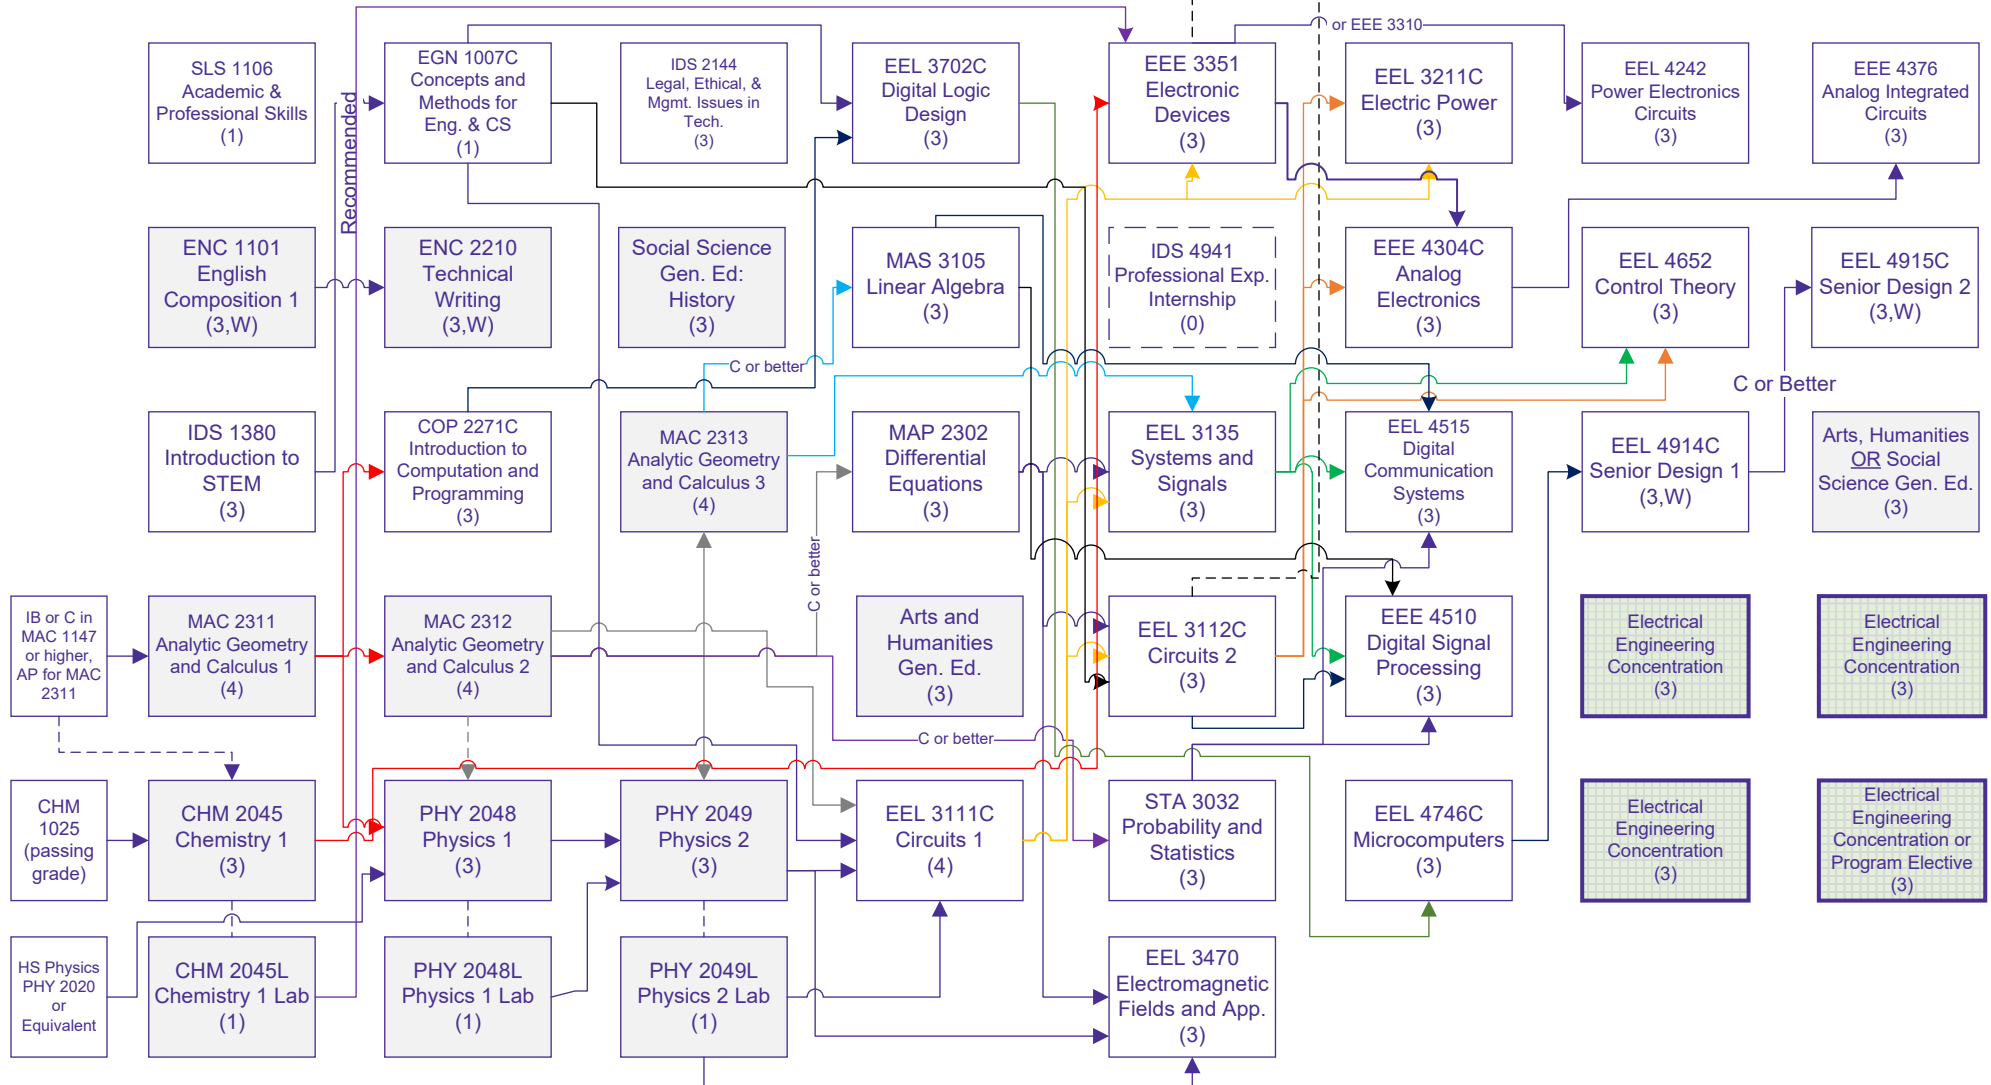 or EEE 3310
SLS 1106
Academic &
Professional Skills
(1)
EGN 1007C
Concepts and
Methods for
Eng. & CS
(1)
IDS 2144
Legal, Ethical, &
Mgmt. Issues in
Tech.
(3)
EEL 3702C
Digital Logic
Design
(3)
EEE 3351
Electronic
Devices
(3)
EEL 3211C
Electric Power
(3)
EEL 4242
Power Electronics
Circuits
(3)
EEE 4376
Analog Integrated
Circuits
(3)
Recommended
ENC 1101
English
Composition 1
(3,W)
ENC 2210
Technical
Writing
(3,W)
Social Science
Gen. Ed:
History
(3)
MAS 3105
Linear Algebra
(3)
IDS 4941
Professional Exp.
Internship
(0)
EEE 4304C
Analog
Electronics
(3)
EEL 4652
Control Theory
(3)
EEL 4915C
Senior Design 2
(3,W)
C or better
C or Better
IDS 1380
Introduction to
STEM
(3)
COP 2271C
Introduction to
Computation and
Programming
(3)
MAC 2313
Analytic Geometry
and Calculus 3
(4)
MAP 2302
Differential
Equations
(3)
EEL 3135
Systems and
Signals
(3)
EEL 4515
Digital
Communication
Systems
(3)
EEL 4914C
Senior Design 1
(3,W)
Arts, Humanities
OR Social
Science Gen. Ed.
(3)
C or better
IB or C in
MAC 1147
or higher,
AP for MAC
2311
MAC 2311
Analytic Geometry
and Calculus 1
(4)
MAC 2312
Analytic Geometry
and Calculus 2
(4)
Arts and
Humanities
Gen. Ed.
(3)
EEL 3112C
Circuits 2
(3)
EEE 4510
Digital Signal
Processing
(3)
Electrical
Engineering
Concentration
(3)
Electrical
Engineering
Concentration
(3)
C or better
CHM
1025
(passing
grade)
CHM 2045
Chemistry 1
(3)
PHY 2048
Physics 1
(3)
PHY 2049
Physics 2
(3)
EEL 3111C
Circuits 1
(4)
STA 3032
Probability and
Statistics
(3)
EEL 4746C
Microcomputers
(3)
Electrical
Engineering
Concentration
(3)
Electrical
Engineering
Concentration or
Program Elective
(3)
HS Physics
PHY 2020
or
Equivalent
CHM 2045L
Chemistry 1 Lab
(1)
PHY 2048L
Physics 1 Lab
(1)
PHY 2049L
Physics 2 Lab
(1)
EEL 3470
Electromagnetic
Fields and App.
(3)